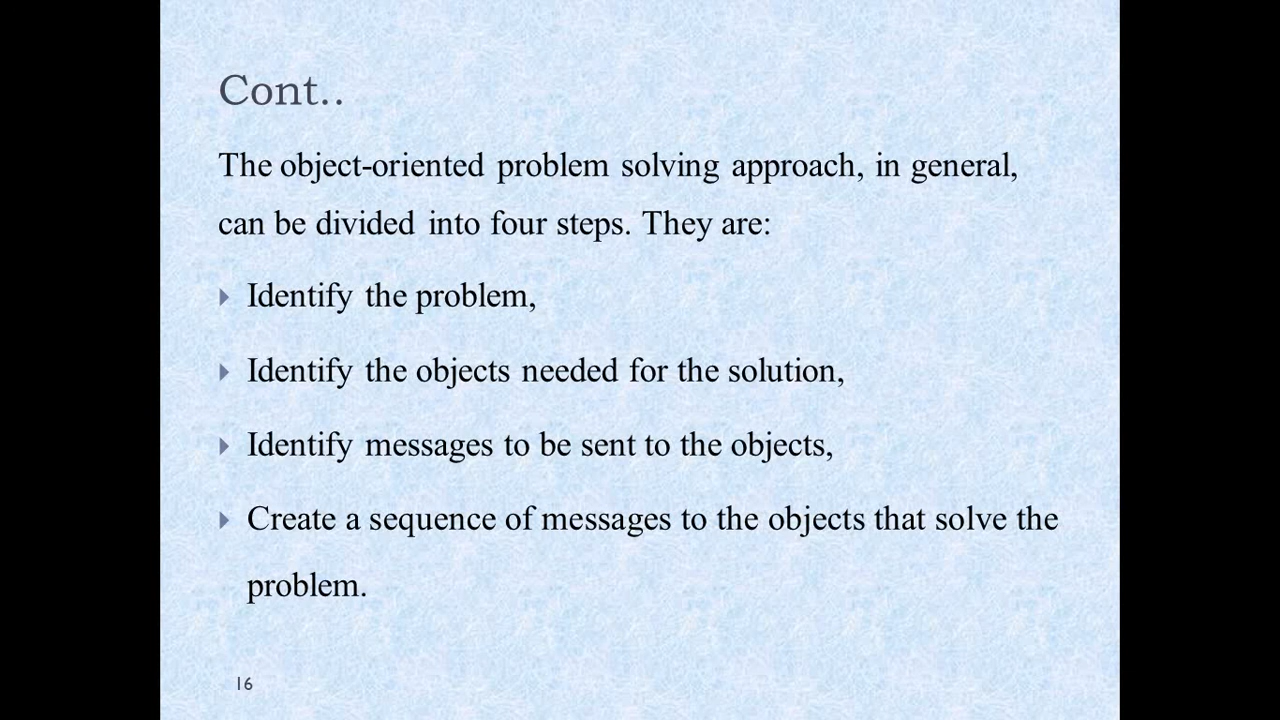 Cont..
The object-oriented problem solving approach, in general,
can be divided into four steps. They are:
Identify the problem,
Identify the objects needed for the solution,
Identify messages to be sent to the objects,
Create a sequence of messages to the objects that solve the
problem.
16